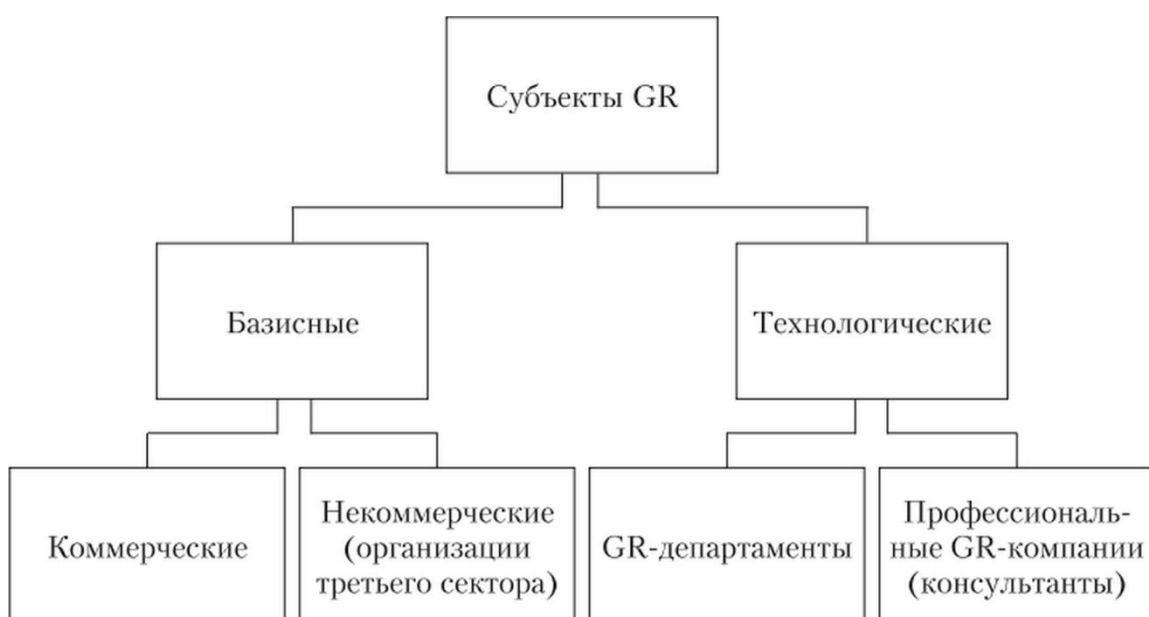 Субъекты GR
Базисные
Технологические
Коммерческие
Некоммерческие
(организации
третьего сектора)
GR-департаменты
Профессиональ-
ные GR-компании
(консультанты)